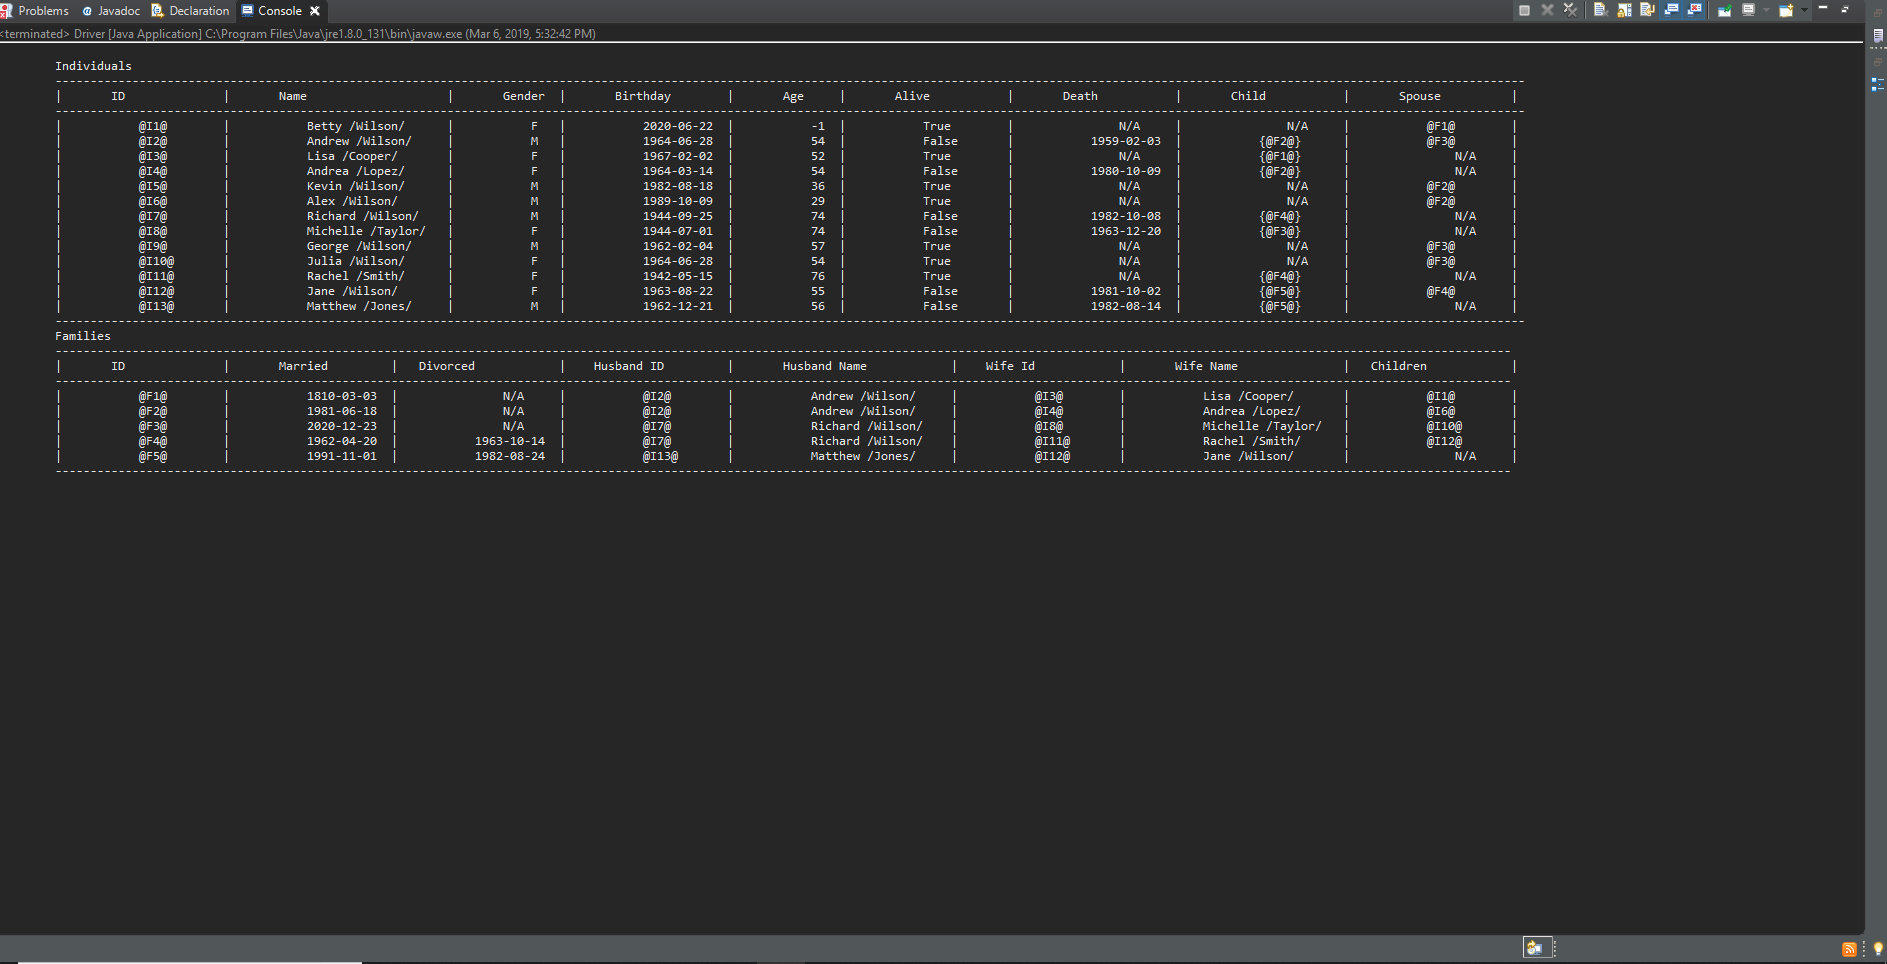 Problems @ Javadoc Declaration Console
<terminated> Driver [Java Application] C:\Program Files\Java\jre1.8.0_131\bin\javaw.exe (Mar 6, 2019, 5:32:42 PM)
Individuals
| ID | Name | Gender | Birthday | Age | Alive | Death | Child | Spouse |
| @I1@ | Betty /Wilson/ | F | 2020-06-22 | -1 | True | N/A | N/A | @F1@ |
| @I2@ | Andrew /Wilson/ | M | 1964-06-28 | 54 | False | 1959-02-03 | {@F2@} | @F3@ |
| @I3@ | Lisa /Cooper/ | F | 1967-02-02 | 52 | True | N/A | {@F1@} | N/A |
| @I4@ | Andrea /Lopez/ | F | 1964-03-14 | 54 | False | 1980-10-09 | {@F2@} | N/A |
| @I5@ | Kevin /Wilson/ | M | 1982-08-18 | 36 | True | N/A | N/A | @F2@ |
| @I6@ | Alex /Wilson/ | M | 1989-10-09 | 29 | True | N/A | N/A | @F2@ |
| @I7@ | Richard /Wilson/ | M | 1944-09-25 | 74 | False | 1982-10-08 | {@F4@} | N/A |
| @I8@ | Michelle /Taylor/ | F | 1944-07-01 | 74 | False | 1963-12-20 | {@F3@} | N/A |
| @I9@ | George /Wilson/ | M | 1962-02-04 | 57 | True | N/A | N/A | @F3@ |
| @I10@ | Julia /Wilson/ | F | 1964-06-28 | 54 | True | N/A | N/A | @F3@ |
| @I11@ | Rachel /Smith/ | F | 1942-05-15 | 76 | True | N/A | {@F4@} | N/A |
| @I12@ | Jane /Wilson/ | F | 1963-08-22 | 55 | False | 1981-10-02 | {@F5@} | @F4@ |
| @I13@ | Matthew /Jones/ | M | 1962-12-21 | 56 | False | 1982-08-14 | {@F5@} | N/A |
Families
| ID | Married | Divorced | Husband ID | Husband Name | Wife Id | Wife Name | Children |
| @F1@ | 1810-03-03 | N/A | @I2@ | Andrew /Wilson/ | @I3@ | Lisa /Cooper/ | @I1@ |
| @F2@ | 1981-06-18 | N/A | @I2@ | Andrew /Wilson/ | @I4@ | Andrea /Lopez/ | @I6@ |
| @F3@ | 2020-12-23 | N/A | @I7@ | Richard /Wilson/ | @I8@ | Michelle /Taylor/ | @I10@ |
| @F4@ | 1962-04-20 | 1963-10-14 | @I7@ | Richard /Wilson/ | @I11@ | Rachel /Smith/ | @I12@ |
| @F5@ | 1991-11-01 | 1982-08-24 | @I13@ | Matthew /Jones/ | @I12@ | Jane /Wilson/ | N/A |